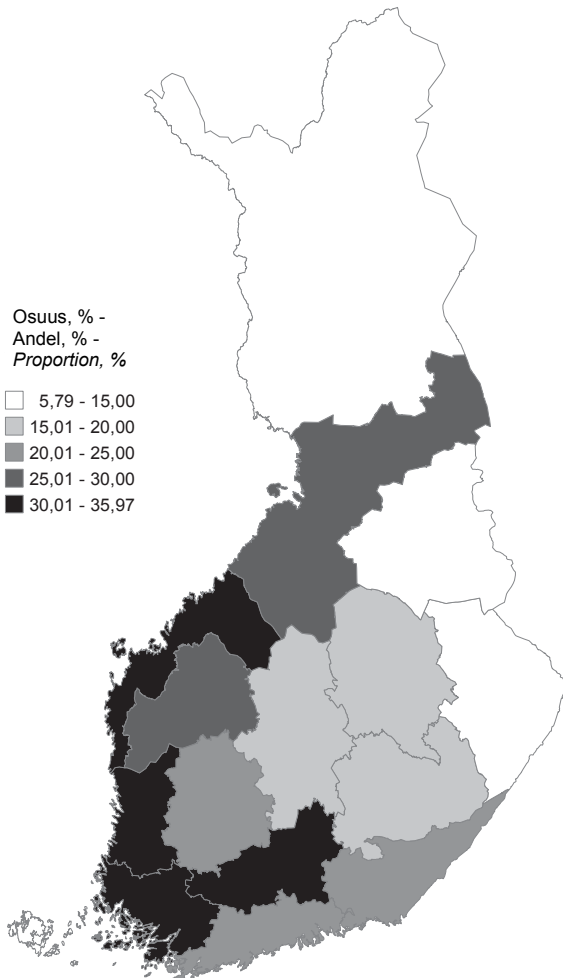 Osuus, % -
Andel, % -
Proportion, %
5,79 - 15,00
15,01 - 20,00
20,01 - 25,00
25,01 - 30,00
30,01 - 35,97